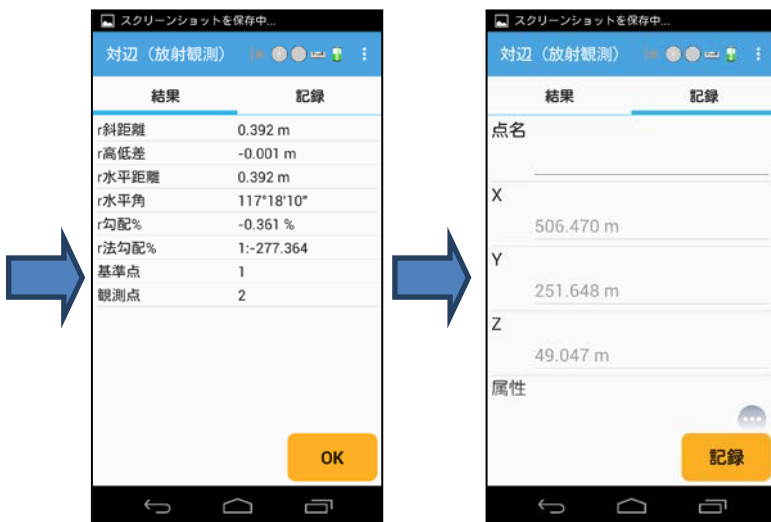 スクリーンショットを保存中...
対辺（放射観測）
結果 記録
r斜距離 0.392 m
r高低差 -0.001 m
r水平距離 0.392 m
r水平角 117°18'10"
r勾配% -0.361 %
r法勾配% 1:-277.364
基準点 1
観測点 2
OK
スクリーンショットを保存中...
対辺（放射観測）
結果 記録
点名
X
506.470 m
Y
251.648 m
Z
49.047 m
属性
記録